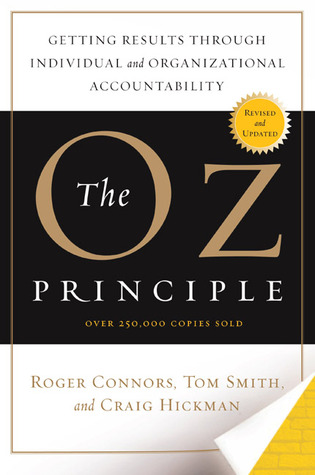 GETTING RESULTS THROUGH
INDIVIDUAL and ORGANIZATIONAL
ACCOUNTABILITY
REVISED
and
UPDATED
The
OZ
PRINCIPLE
OVER 250,000 COPIES SOLD
ROGER CONNORS, TOM SMITH,
and CRAIG HICKMAN